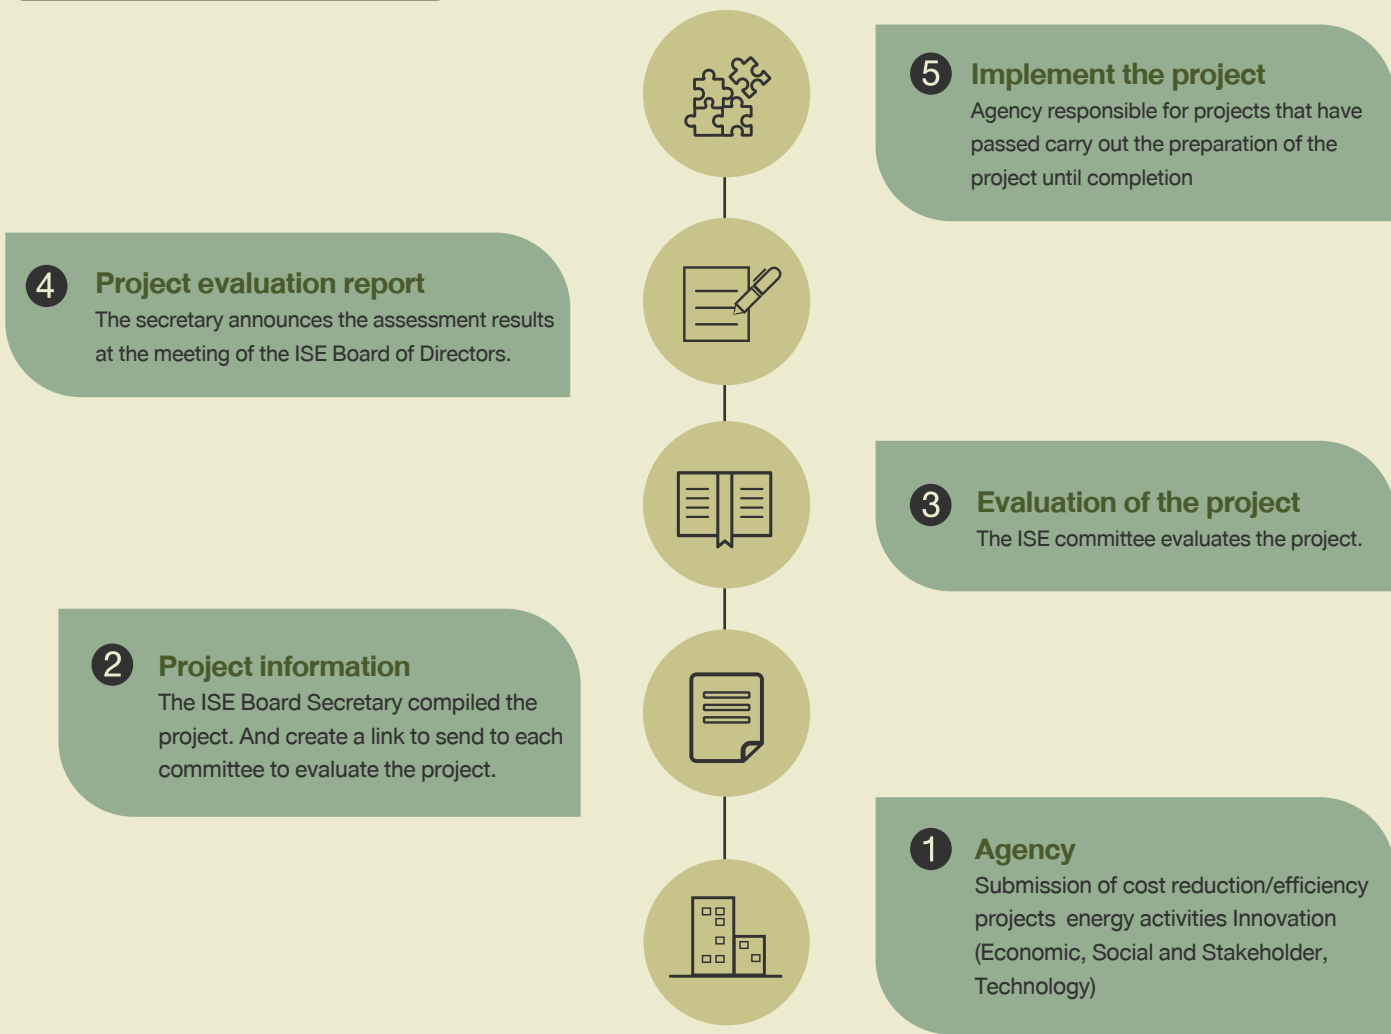 5 Implement the project
Agency responsible for projects that have
passed carry out the preparation of the
project until completion
4 Project evaluation report
The secretary announces the assessment results
at the meeting of the ISE Board of Directors.
3 Evaluation of the project
The ISE committee evaluates the project.
2 Project information
The ISE Board Secretary compiled the
project. And create a link to send to each
committee to evaluate the project.
1 Agency
Submission of cost reduction/efficiency
projects energy activities Innovation
(Economic, Social and Stakeholder,
Technology)